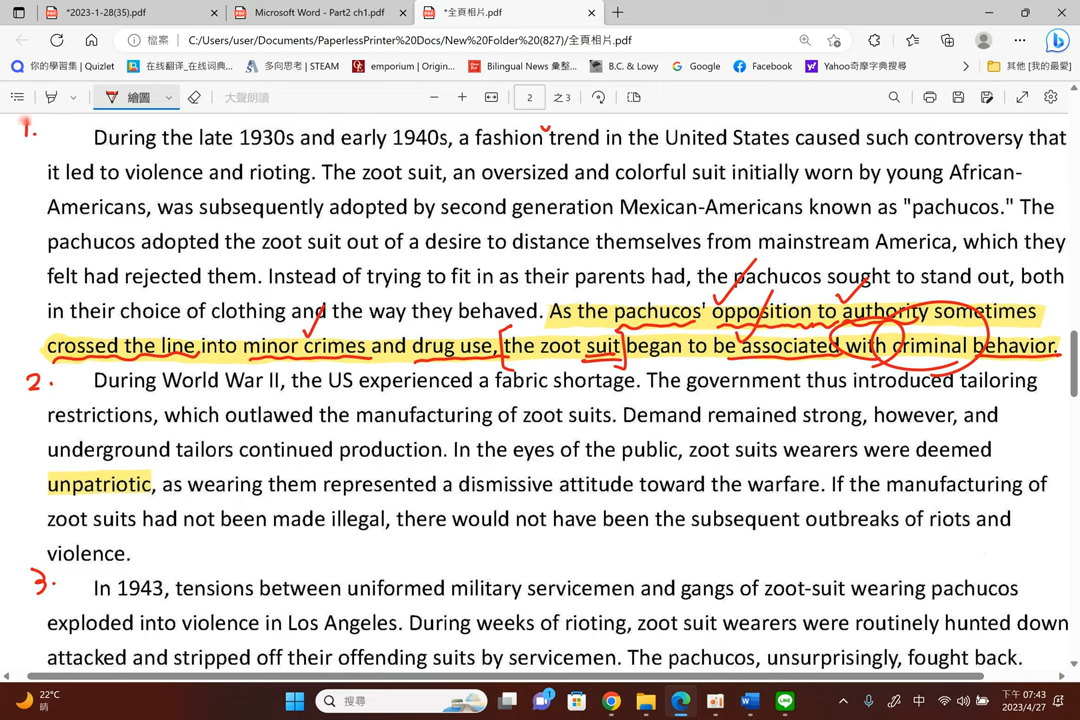 *2023-1-28(35).pdf
Microsoft Word - Part2 ch1.pdf
*全頁相片.pdf
檔案
C:/Users/user/Documents/PaperlessPrinter%20Docs/New%20Folder%20(827)/全頁相片.pdf
你的學習集 | Quizlet
在线翻译_在线词典...
多向思考 | STEAM
emporium | Origin...
Bilingual News 彙整...
B.C. & Lowy
Google
Facebook
Yahoo奇摩字典搜尋
其他 [我的最愛]
繪圖
大聲朗讀
2
之 3
1.
During the late 1930s and early 1940s, a fashion trend in the United States caused such controversy that
it led to violence and rioting. The zoot suit, an oversized and colorful suit initially worn by young African-
Americans, was subsequently adopted by second generation Mexican-Americans known as "pachucos." The
pachucos adopted the zoot suit out of a desire to distance themselves from mainstream America, which they
felt had rejected them. Instead of trying to fit in as their parents had, the pachucos sought to stand out, both
in their choice of clothing and the way they behaved. As the pachucos' opposition to authority sometimes
crossed the line into minor crimes and drug use, the zoot suit began to be associated with criminal behavior.
2.
During World War II, the US experienced a fabric shortage. The government thus introduced tailoring
restrictions, which outlawed the manufacturing of zoot suits. Demand remained strong, however, and
underground tailors continued production. In the eyes of the public, zoot suits wearers were deemed
unpatriotic, as wearing them represented a dismissive attitude toward the warfare. If the manufacturing of
zoot suits had not been made illegal, there would not have been the subsequent outbreaks of riots and
violence.
3.
In 1943, tensions between uniformed military servicemen and gangs of zoot-suit wearing pachucos
exploded into violence in Los Angeles. During weeks of rioting, zoot suit wearers were routinely hunted down
attacked and stripped off their offending suits by servicemen. The pachucos, unsurprisingly, fought back.
22°C
晴
搜尋
1
中
下午 07:43
2023/4/27